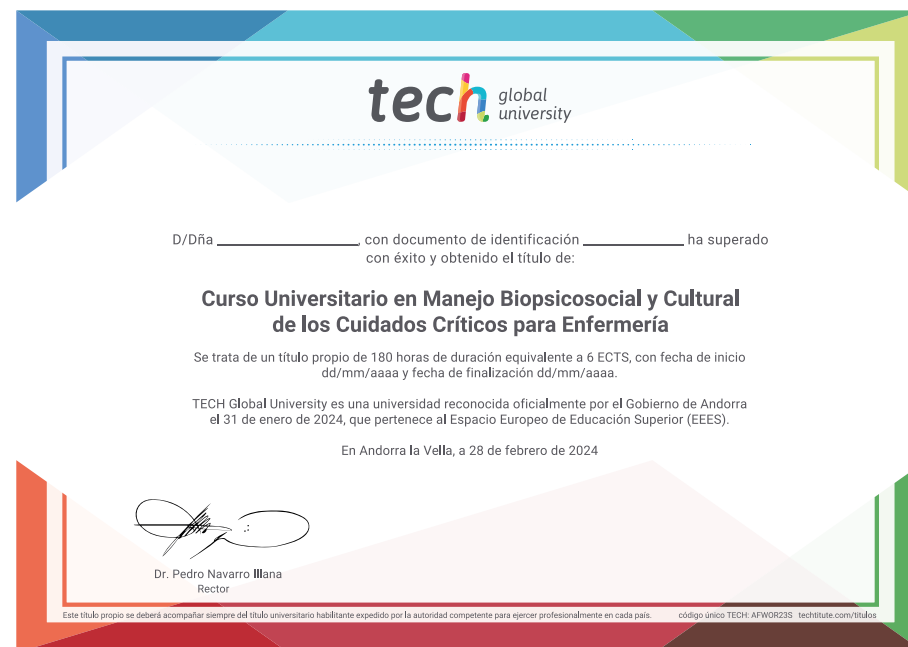 tech global university
D/Dña ____________, con documento de identificación ____________ ha superado
con éxito y obtenido el título de:
Curso Universitario en Manejo Biopsicosocial y Cultural
de los Cuidados Críticos para Enfermería
Se trata de un título propio de 180 horas de duración equivalente a 6 ECTS, con fecha de inicio
dd/mm/aaaa y fecha de finalización dd/mm/aaaa.
TECH Global University es una universidad reconocida oficialmente por el Gobierno de Andorra
el 31 de enero de 2024, que pertenece al Espacio Europeo de Educación Superior (EEES).
En Andorra la Vella, a 28 de febrero de 2024
Dr. Pedro Navarro Illana
Rector
Este título propio se deberá acompañar siempre del título universitario habilitante expedido por la autoridad competente para ejercer profesionalmente en cada país. código único TECH: AFWOR23S techtitute.com/titulos